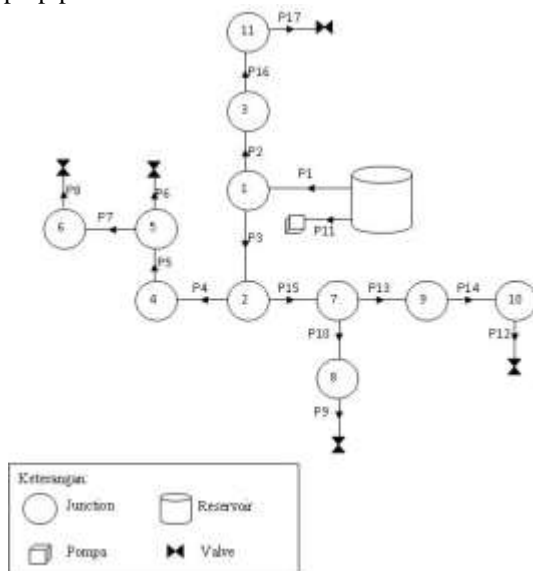 11
P17
P16
3
P2
P1
1
P8
P6
P11
P7
6
5
P3
P5
P4
P15
P13
P14
4
2
7
9
10
P10
P12
8
P9
Keterangan:
Junction
Reservoir
Pompa
Valve